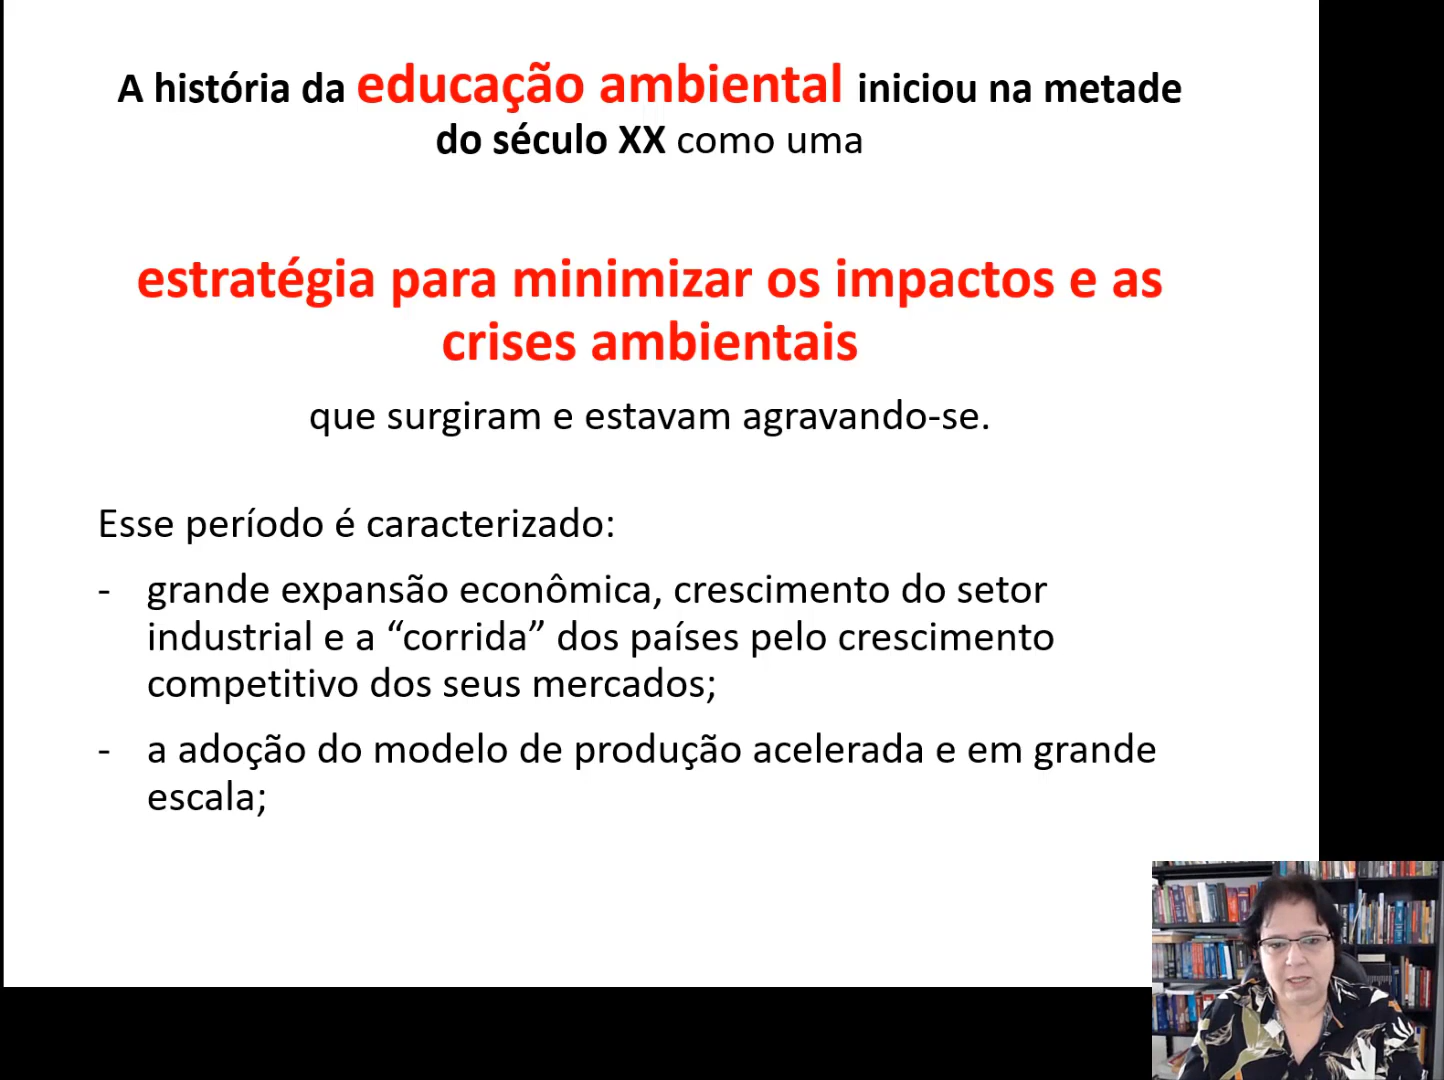 A história da educação ambiental iniciou na metade
do século XX como uma
estratégia para minimizar os impactos e as
crises ambientais
que surgiram e estavam agravando-se.
Esse período é caracterizado:
- grande expansão econômica, crescimento do setor
industrial e a “corrida” dos países pelo crescimento
competitivo dos seus mercados;
- a adoção do modelo de produção acelerada e em grande
escala;